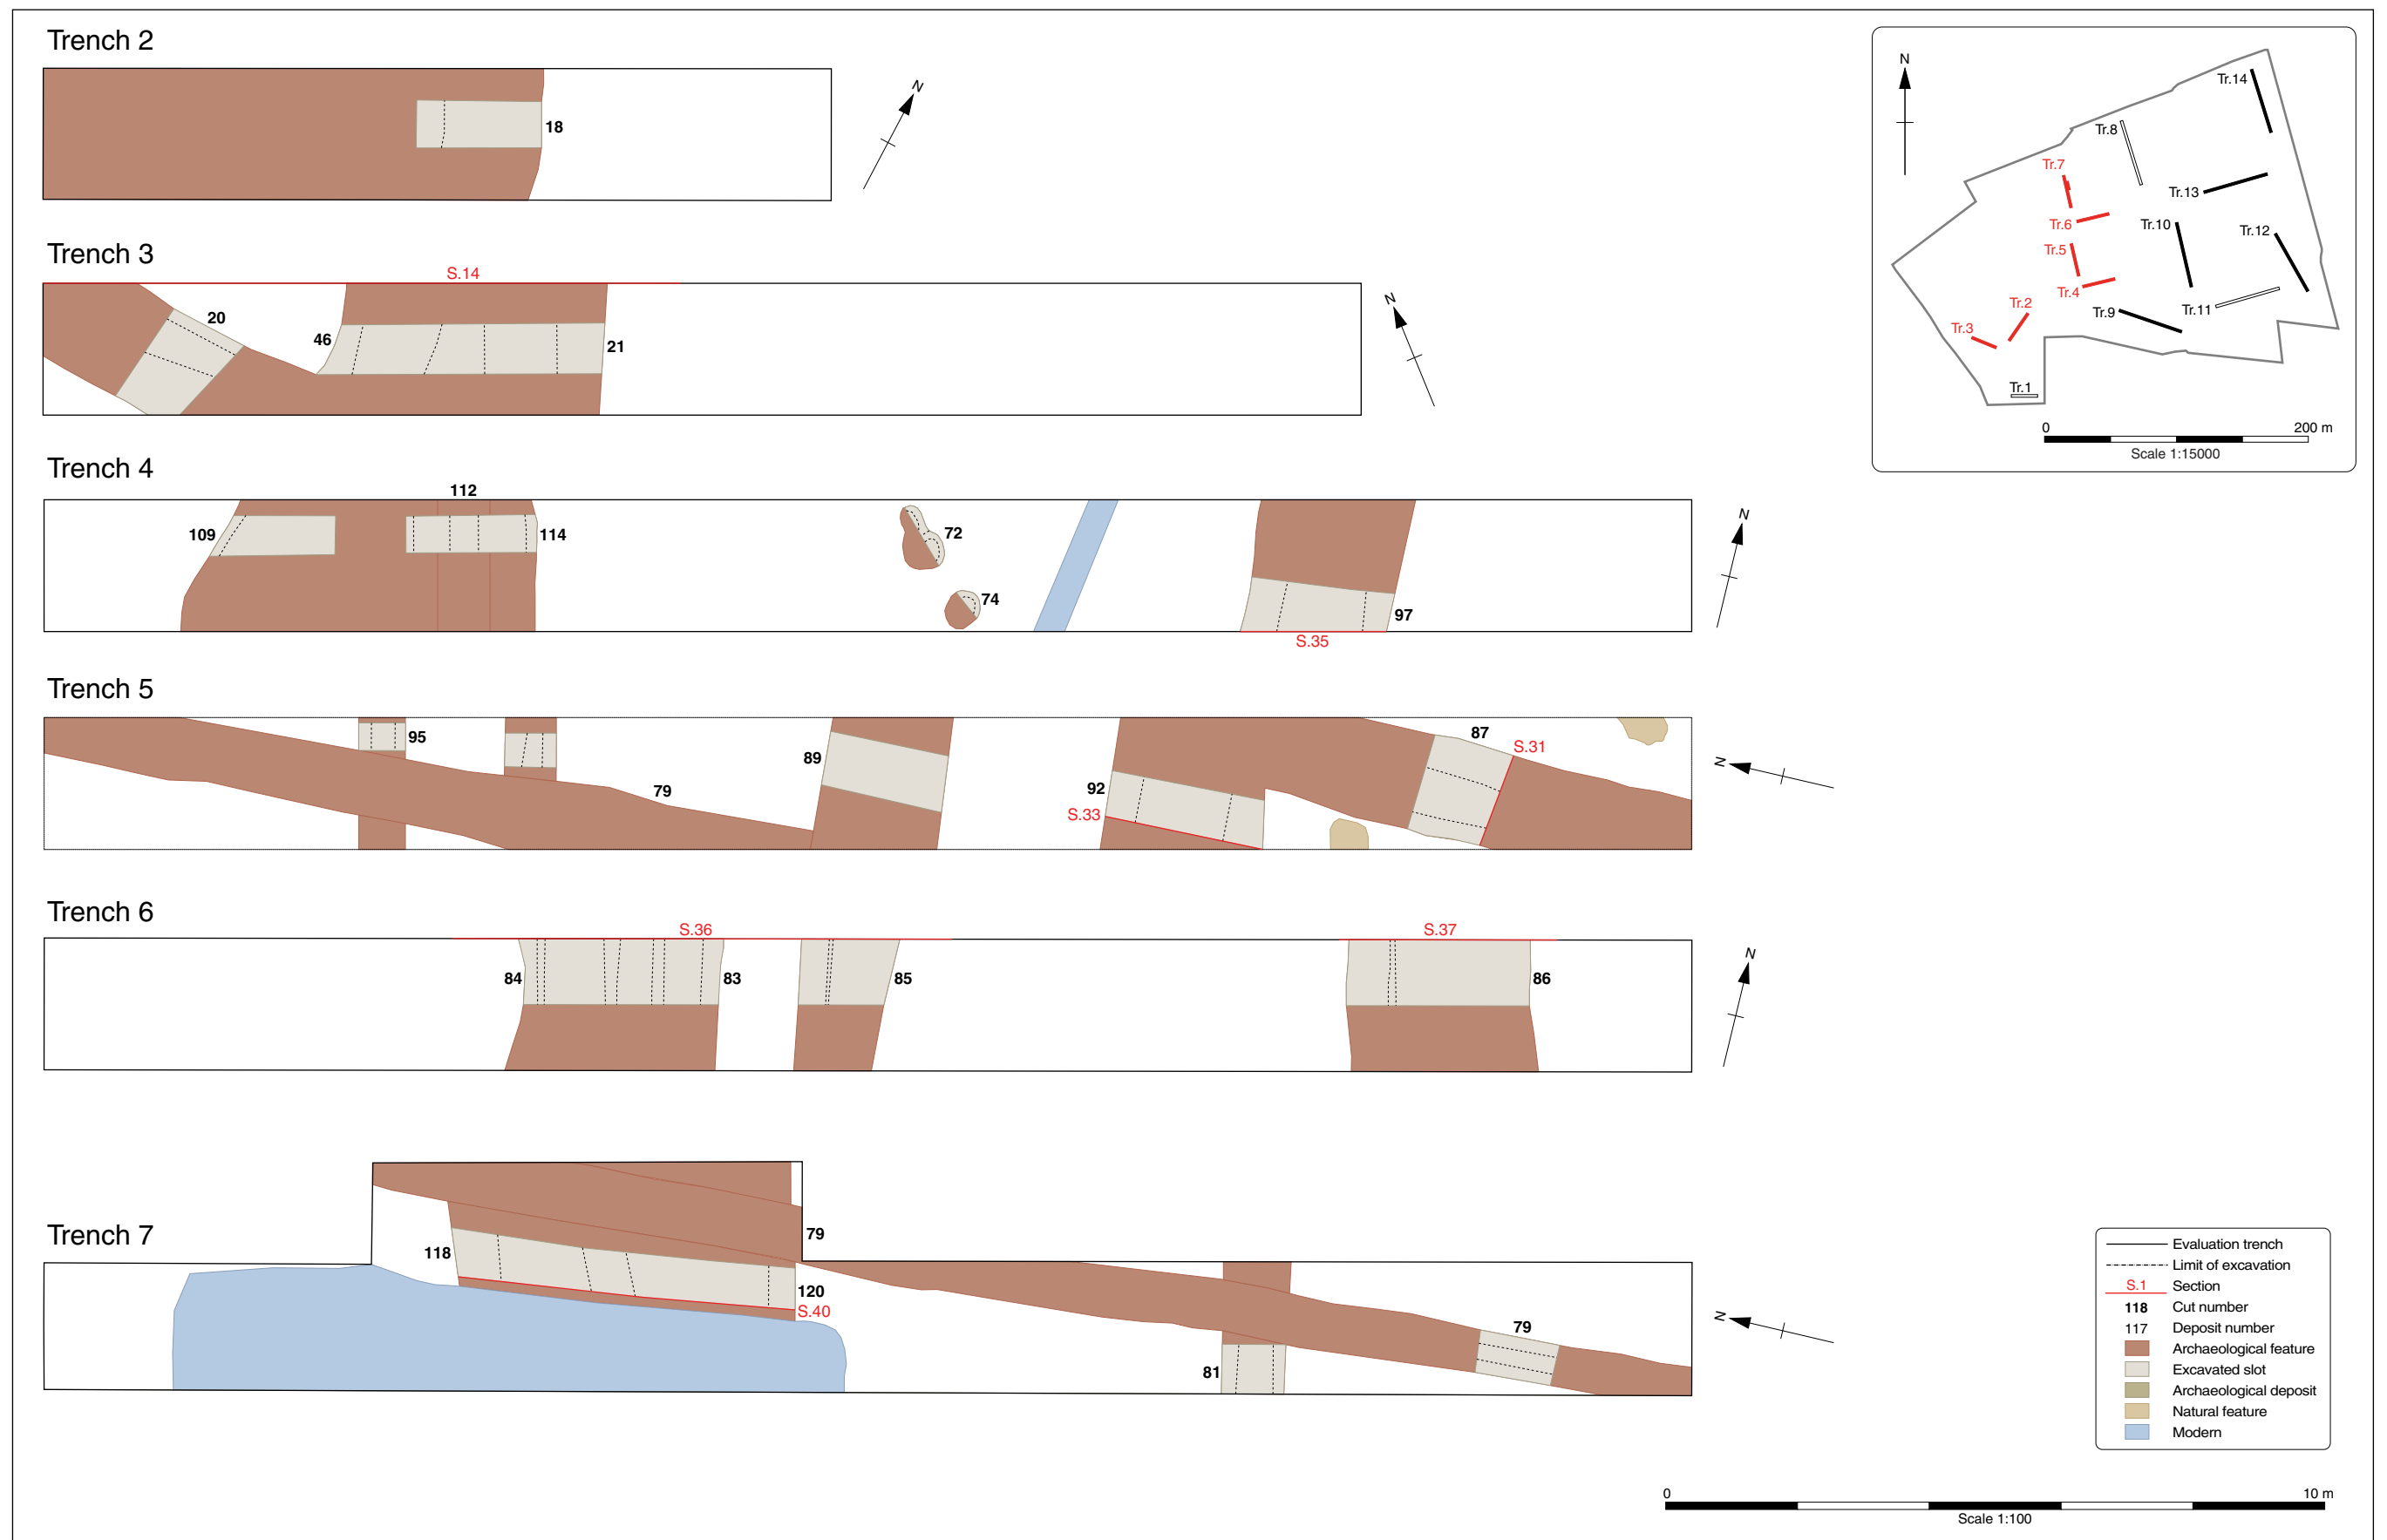 Trench 2
18
N
Trench 3
S.14
20
46
21
N
Trench 4
112
109
114
72
74
97
S.35
N
Trench 5
95
79
89
92
S.33
87
S.31
N
Trench 6
S.36
S.37
84
83
85
86
N
Trench 7
79
118
120
S.40
81
79
N
N
Tr.14
Tr.8
Tr.7
Tr.13
Tr.6
Tr.10
Tr.12
Tr.5
Tr.4
Tr.2
Tr.11
Tr.9
Tr.3
Tr.1
0 200 m
Scale 1:15000
Evaluation trench
Limit of excavation
S.1 Section
118 Cut number
117 Deposit number
Archaeological feature
Excavated slot
Archaeological deposit
Natural feature
Modern
0 10 m
Scale 1:100